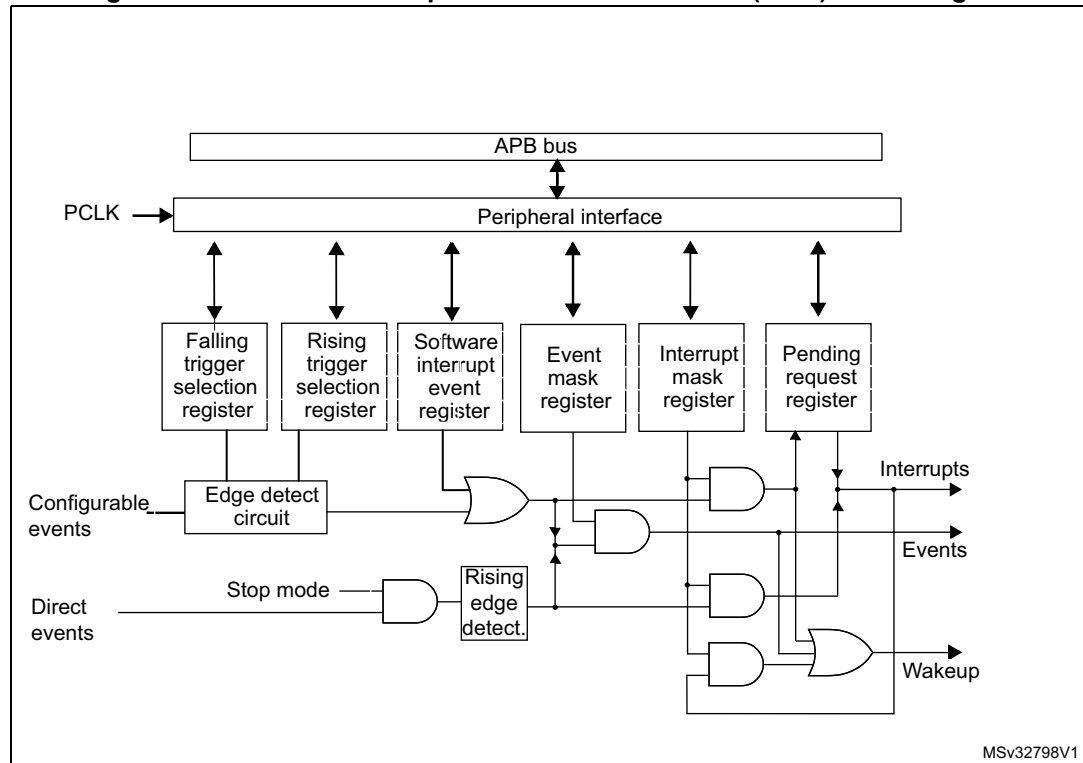 APB bus
PCLK
Peripheral interface
Falling
trigger
selection
register
Rising
trigger
selection
register
Software
interrupt
event
register
Event
mask
register
Interrupt
mask
register
Pending
request
register
Interrupts
Configurable
events
Edge detect
circuit
Events
Stop mode
Rising
edge
detect.
Direct
events
Wakeup
MSv32798V1